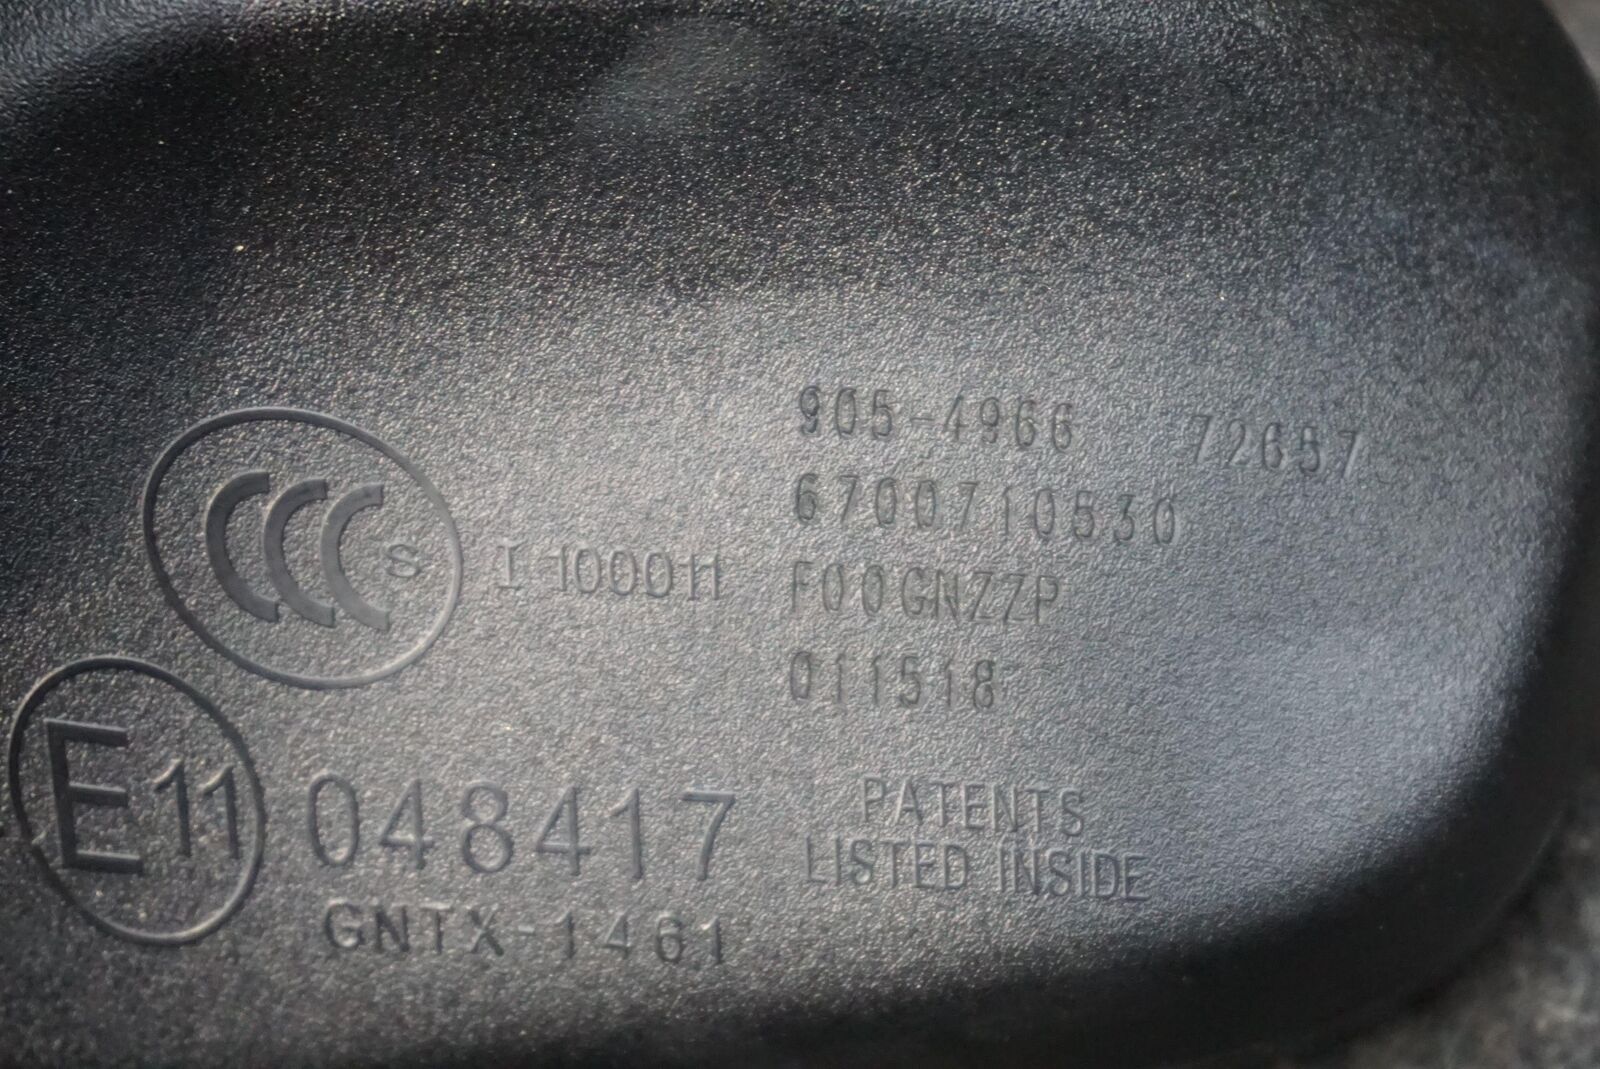 905-4966 72657
6700710530
CCC S I 100011 F00GNZZP
011518
E11 048417 PATENTS
LISTED INSIDE
GNTX-1461